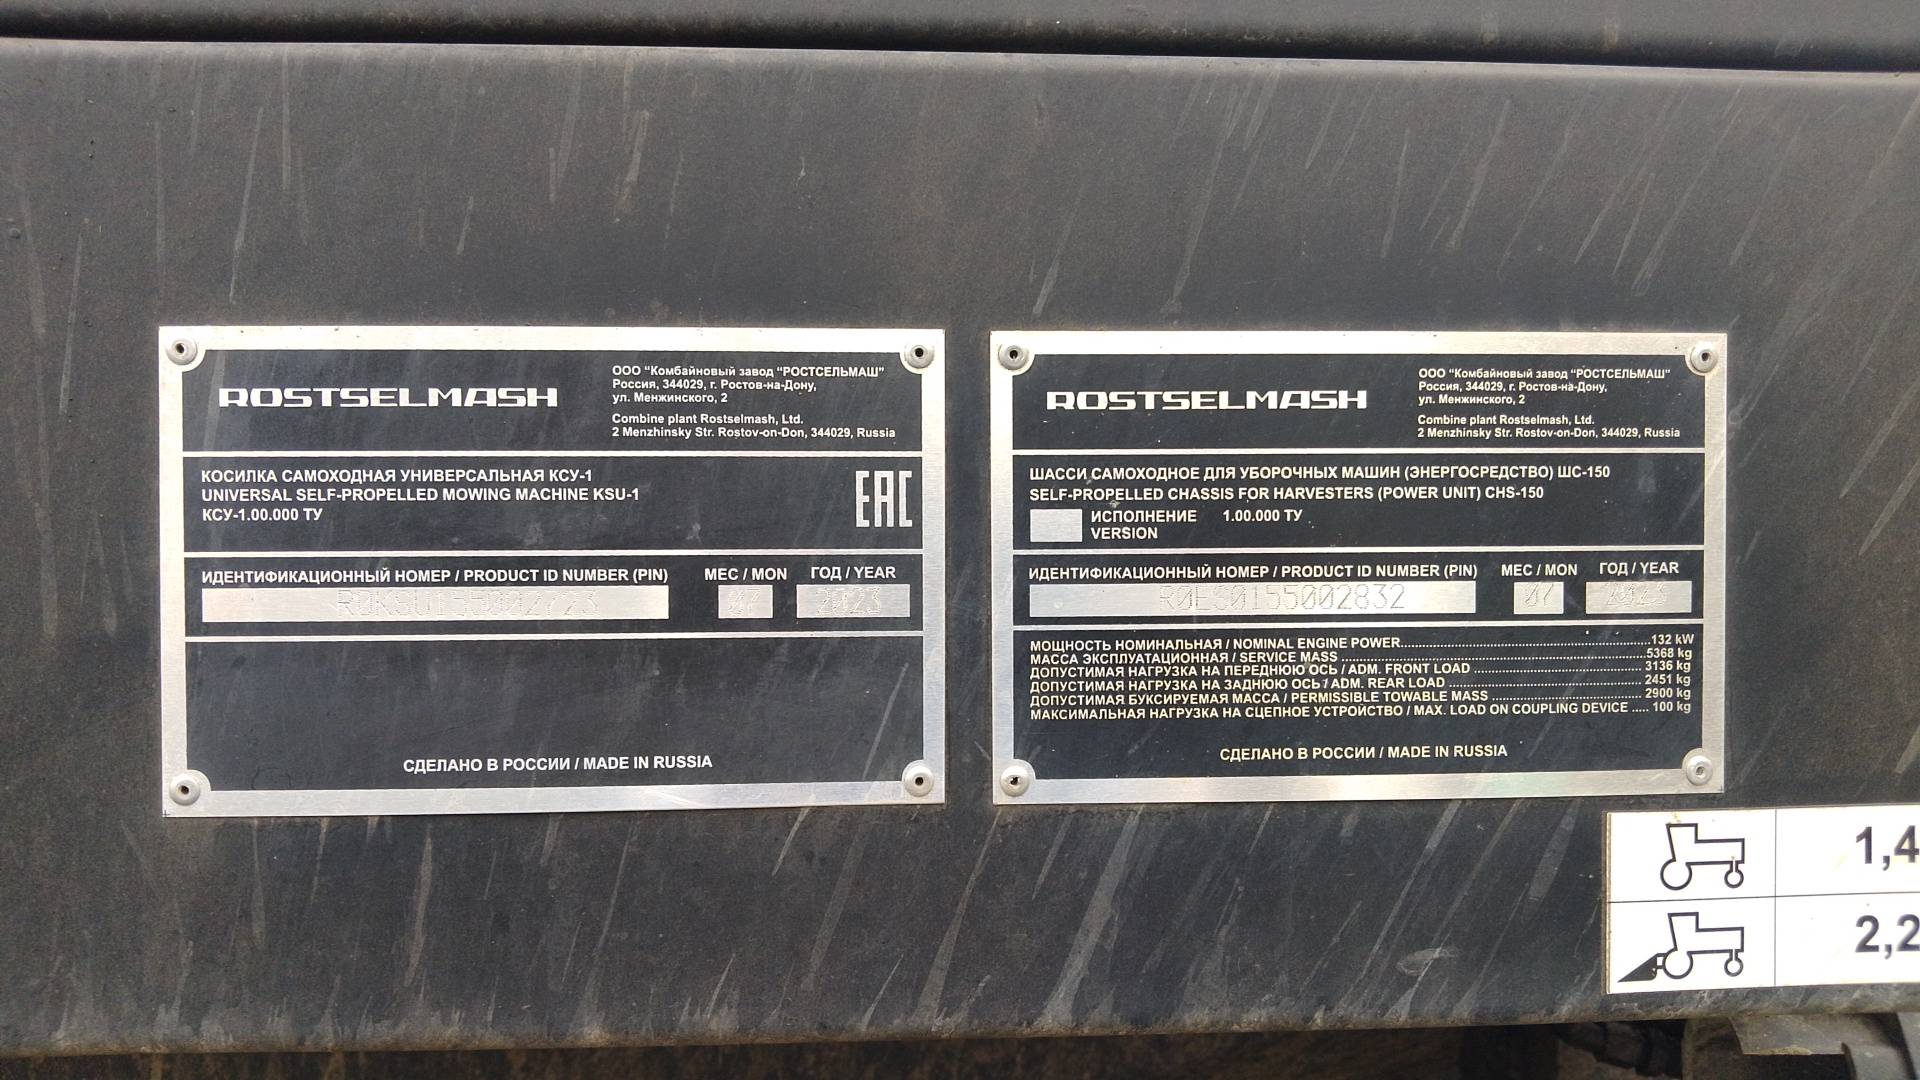 ROSTSELMASH
ООО "Комбайновый завод "РОСТСЕЛЬМАШ"
Россия, 344029, г. Ростов-на-Дону,
ул. Менжинского, 2
Combine plant Rostselmash, Ltd.
2 Menzhinsky Str. Rostov-on-Don, 344029, Russia
КОСИЛКА САМОХОДНАЯ УНИВЕРСАЛЬНАЯ КСУ-1
UNIVERSAL SELF-PROPELLED MOWING MACHINE KSU-1
КСУ-1.00.000 ТУ
EAC
ИДЕНТИФИКАЦИОННЫЙ НОМЕР / PRODUCT ID NUMBER (PIN) МЕС / MON ГОД / YEAR
R0KSU155002723 07 2023
СДЕЛАНО В РОССИИ / MADE IN RUSSIA
ROSTSELMASH
ООО "Комбайновый завод "РОСТСЕЛЬМАШ"
Россия, 344029, г. Ростов-на-Дону,
ул. Менжинского, 2
Combine plant Rostselmash, Ltd.
2 Menzhinsky Str. Rostov-on-Don, 344029, Russia
ШАССИ САМОХОДНОЕ ДЛЯ УБОРОЧНЫХ МАШИН (ЭНЕРГОСРЕДСТВО) ШС-150
SELF-PROPELLED CHASSIS FOR HARVESTERS (POWER UNIT) CHS-150
ИСПОЛНЕНИЕ 1.00.000 ТУ
VERSION
ИДЕНТИФИКАЦИОННЫЙ НОМЕР / PRODUCT ID NUMBER (PIN) МЕС / MON ГОД / YEAR
R0ES0155002832 07 2023
МОЩНОСТЬ НОМИНАЛЬНАЯ / NOMINAL ENGINE POWER 132 kW
МАССА ЭКСПЛУАТАЦИОННАЯ / SERVICE MASS 5368 kg
ДОПУСТИМАЯ НАГРУЗКА НА ПЕРЕДНЮЮ ОСЬ / ADM. FRONT LOAD 3136 kg
ДОПУСТИМАЯ НАГРУЗКА НА ЗАДНЮЮ ОСЬ / ADM. REAR LOAD 2451 kg
ДОПУСТИМАЯ БУКСИРУЕМАЯ МАССА / PERMISSIBLE TOWABLE MASS 2900 kg
МАКСИМАЛЬНАЯ НАГРУЗКА НА СЦЕПНОЕ УСТРОЙСТВО / MAX. LOAD ON COUPLING DEVICE 100 kg
СДЕЛАНО В РОССИИ / MADE IN RUSSIA
1,4
2,2